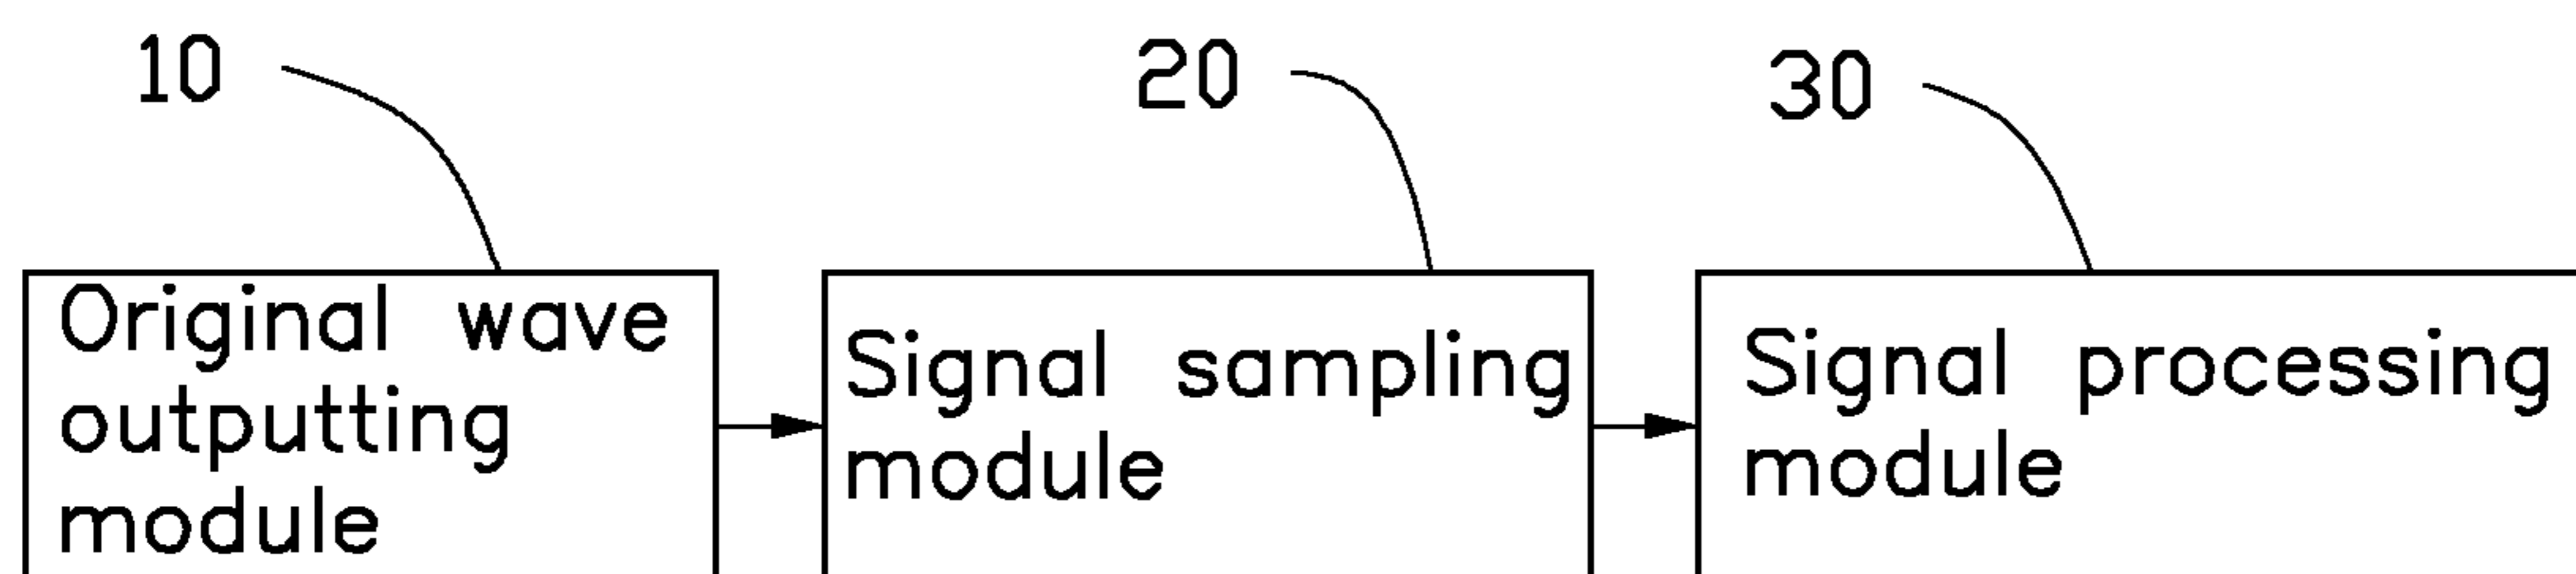 10
20
30
Original wave
outputting
module
Signal sampling
module
Signal processing
module